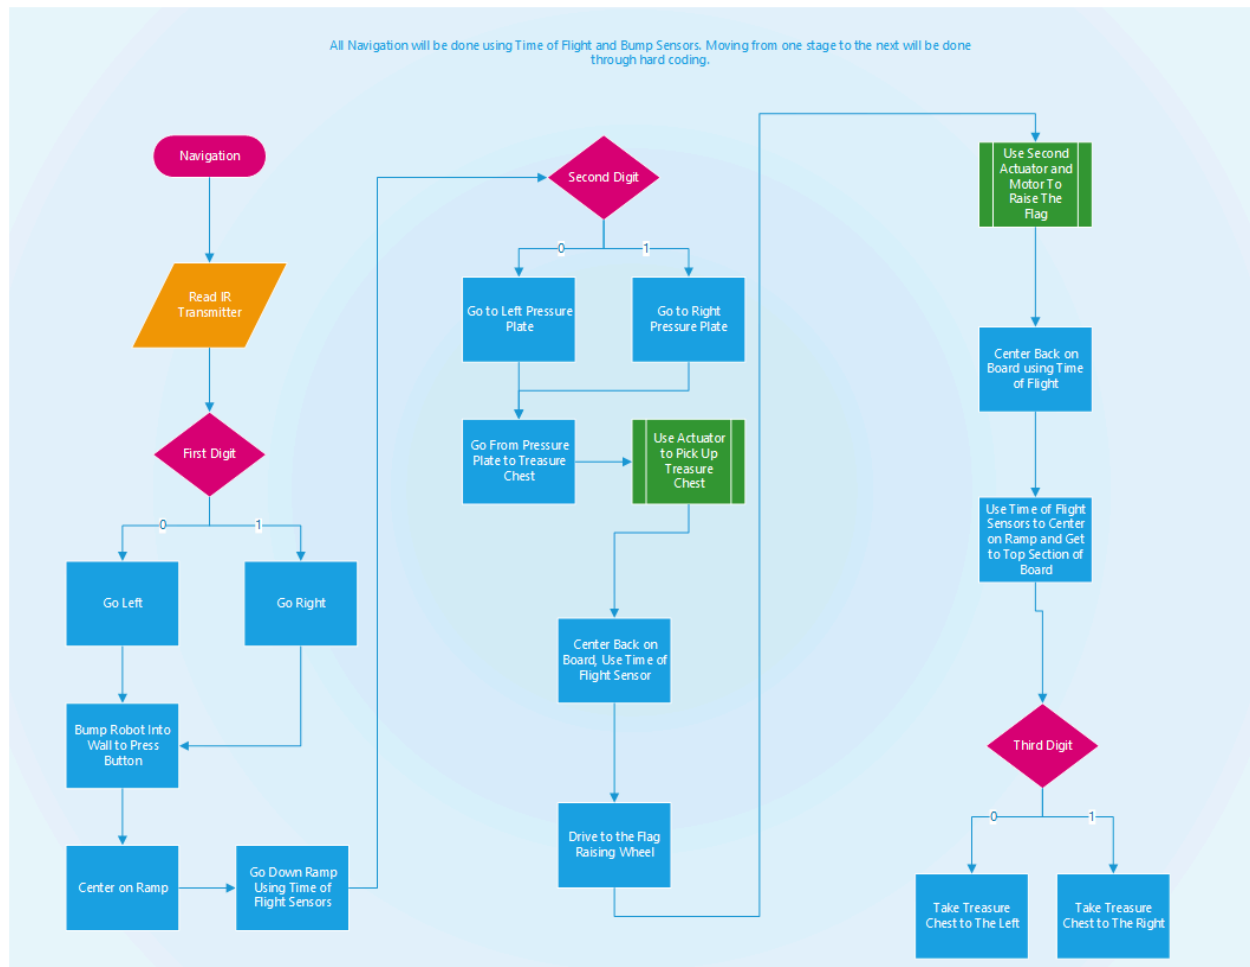 All Navigation will be done using Time of Flight and Bump Sensors. Moving from one stage to the next will be done
through hard coding.
Navigation
Read IR
Transmitter
First Digit
0
1
Go Left
Go Right
Bump Robot Into
Wall to Press
Button
Center on Ramp
Go Down Ramp
Using Time of
Flight Sensors
Second Digit
0
1
Go to Left Pressure
Plate
Go to Right
Pressure Plate
Go From Pressure
Plate to Treasure
Chest
Use Actuator
to Pick Up
Treasure
Chest
Center Back on
Board, Use Time of
Flight Sensor
Drive to the Flag
Raising Wheel
Use Second
Actuator and
Motor To
Raise The
Flag
Center Back on
Board using Time
of Flight
Use Time of Flight
Sensors to Center
on Ramp and Get
to Top Section of
Board
Third Digit
0
1
Take Treasure
Chest to The Left
Take Treasure
Chest to The Right